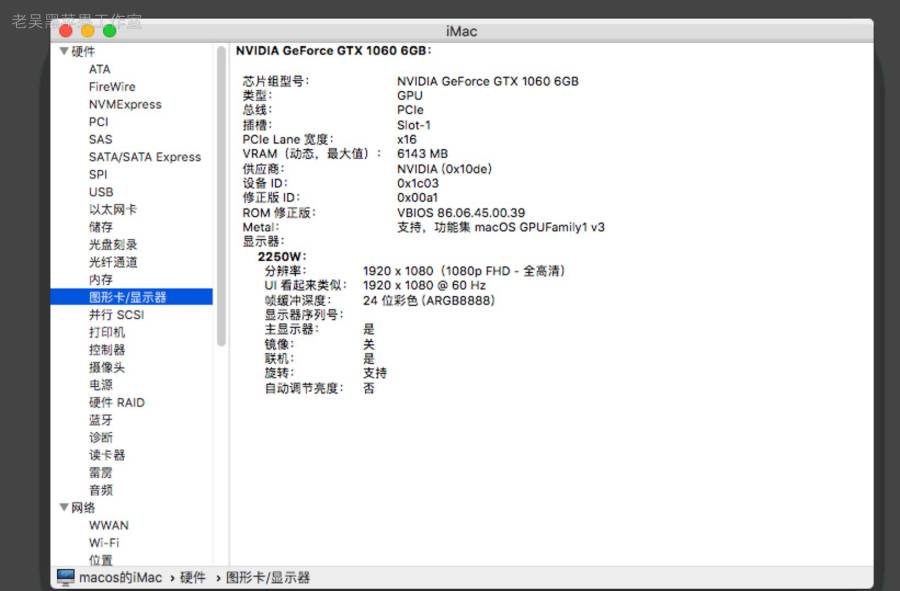 老吴黑苹果工作室
iMac
硬件
ATA
FireWire
NVMExpress
PCI
SAS
SATA/SATA Express
SPI
USB
以太网卡
储存
光盘刻录
光纤通道
内存
图形卡/显示器
并行 SCSI
打印机
控制器
摄像头
电源
硬件 RAID
蓝牙
诊断
读卡器
雷雳
音频
网络
WWAN
Wi-Fi
位置
NVIDIA GeForce GTX 1060 6GB:
芯片组型号: NVIDIA GeForce GTX 1060 6GB
类型: GPU
总线: PCIe
插槽: Slot-1
PCIe Lane 宽度: x16
VRAM（动态，最大值）: 6143 MB
供应商: NVIDIA (0x10de)
设备 ID: 0x1c03
修正版 ID: 0x00a1
ROM 修正版: VBIOS 86.06.45.00.39
Metal: 支持，功能集 macOS GPUFamily1 v3
显示器:
2250W:
分辨率: 1920 x 1080（1080p FHD - 全高清）
UI 看起来类似: 1920 x 1080 @ 60 Hz
帧缓冲深度: 24 位彩色 (ARGB8888)
显示器序列号:
主显示器: 是
镜像: 关
联机: 是
旋转: 支持
自动调节亮度: 否
macos的iMac › 硬件 › 图形卡/显示器